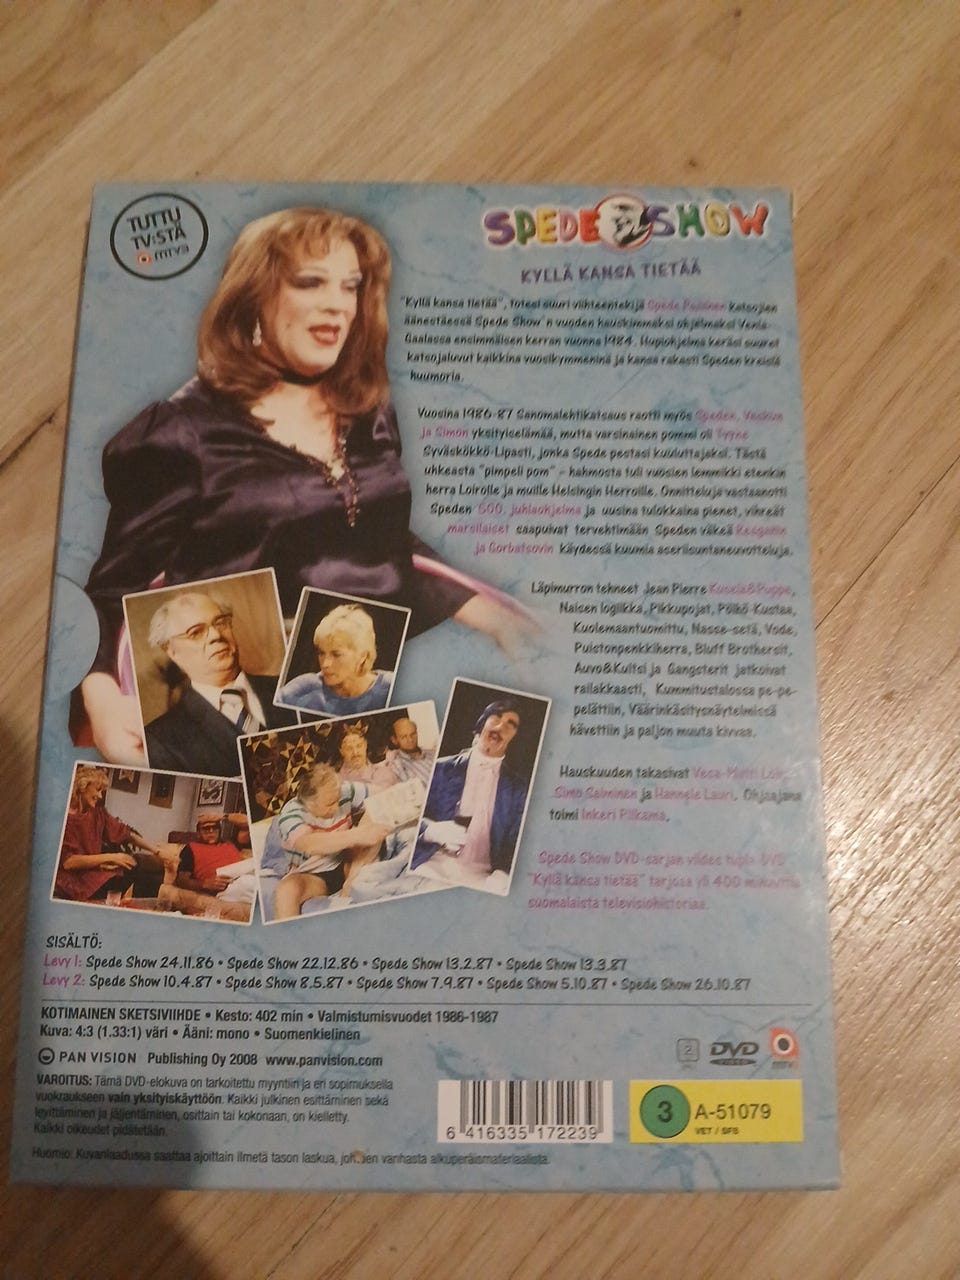 TUTTU
TV:STÄ
MTV3
SPEDE SHOW
KYLLÄ KANSA TIETÄÄ
"Kyllä kansa tietää", totesi suuri viihteentekijä Spede Pasanen katsojien
äänestäessä Spede Show'n vuoden hauskimmaksi ohjelmaksi Venla-
Gaalassa ensimmäisen kerran vuonna 1984. Hupiohjelma keräsi suuret
katsojaluvut kaikkina vuosikymmeninä ja kansa rakasti Speden kreisiä
huumoria.
Vuosina 1986-87 Sanomalehtikatsaus raotti myös Speden, Veskun
ja Simon yksityiselämää, mutta varsinainen pommi oli Tyyne
Syväskökkö-Lipasti, jonka Spede pestasi kuuluttajaksi. Tästä
uhkeasta "pimpeli pom" - hahmosta tuli vuosien lemmikki etenkin
herra Loirolle ja muille Helsingin Herroille. Onnitteluja vastaanotti
Speden 500. juhlaohjelma ja uusina tulokkaina pienet, vihreät
marsilaiset saapuivat tervehtimään Speden väkeä Reaganin
ja Gorbatsovin käydessä kuumia aseriisuntaneuvotteluja.
Läpimurron tehneet Jean Pierre Kusela&Puppe,
Naisen logiikka, Pikkupojat, Pölhö-Kustaa,
Kuolemaantuomittu, Nasse-setä, Vode,
Puistonpenkkiherra, Bluff Brothersit,
Auvo&Kultsi ja Gangsterit jatkoivat
railakkaasti, Kummitustalossa pe-pe-
pelättiin, Väärinkäsitysnäytelmissä
hävettiin ja paljon muuta kivvaa.
Hauskuuden takasivat Vesa-Matti Loiri,
Simo Salminen ja Hannele Lauri. Ohjaajana
toimi Inkeri Pilkama.
Spede Show DVD-sarjan viides tupla-DVD
"Kyllä kansa tietää" tarjoaa yli 400 minuuttia
suomalaista televisiohistoriaa.
SISÄLTÖ:
Levy 1: Spede Show 24.11.86 • Spede Show 22.12.86 • Spede Show 13.2.87 • Spede Show 13.3.87
Levy 2: Spede Show 10.4.87 • Spede Show 8.5.87 • Spede Show 7.9.87 • Spede Show 5.10.87 • Spede Show 26.10.87
KOTIMAINEN SKETSIVIIHDE • Kesto: 402 min • Valmistumisvuodet 1986-1987
Kuva: 4:3 (1.33:1) väri • Ääni: mono • Suomenkielinen
PAN VISION Publishing Oy 2008 www.panvision.com
2 DVD VIDEO MTV3
VAROITUS: Tämä DVD-elokuva on tarkoitettu myyntiin ja eri sopimuksella
vuokraukseen vain yksityiskäyttöön. Kaikki julkinen esittäminen sekä
levittäminen ja jäljentäminen, osittain tai kokonaan, on kielletty.
Kaikki oikeudet pidätetään.
6 416335 172239
3 A-51079
VET / SFS
Huomio: Kuvanlaadussa saattaa ajoittain ilmetä tason laskua, johtuen vanhasta alkuperäismateriaalista.